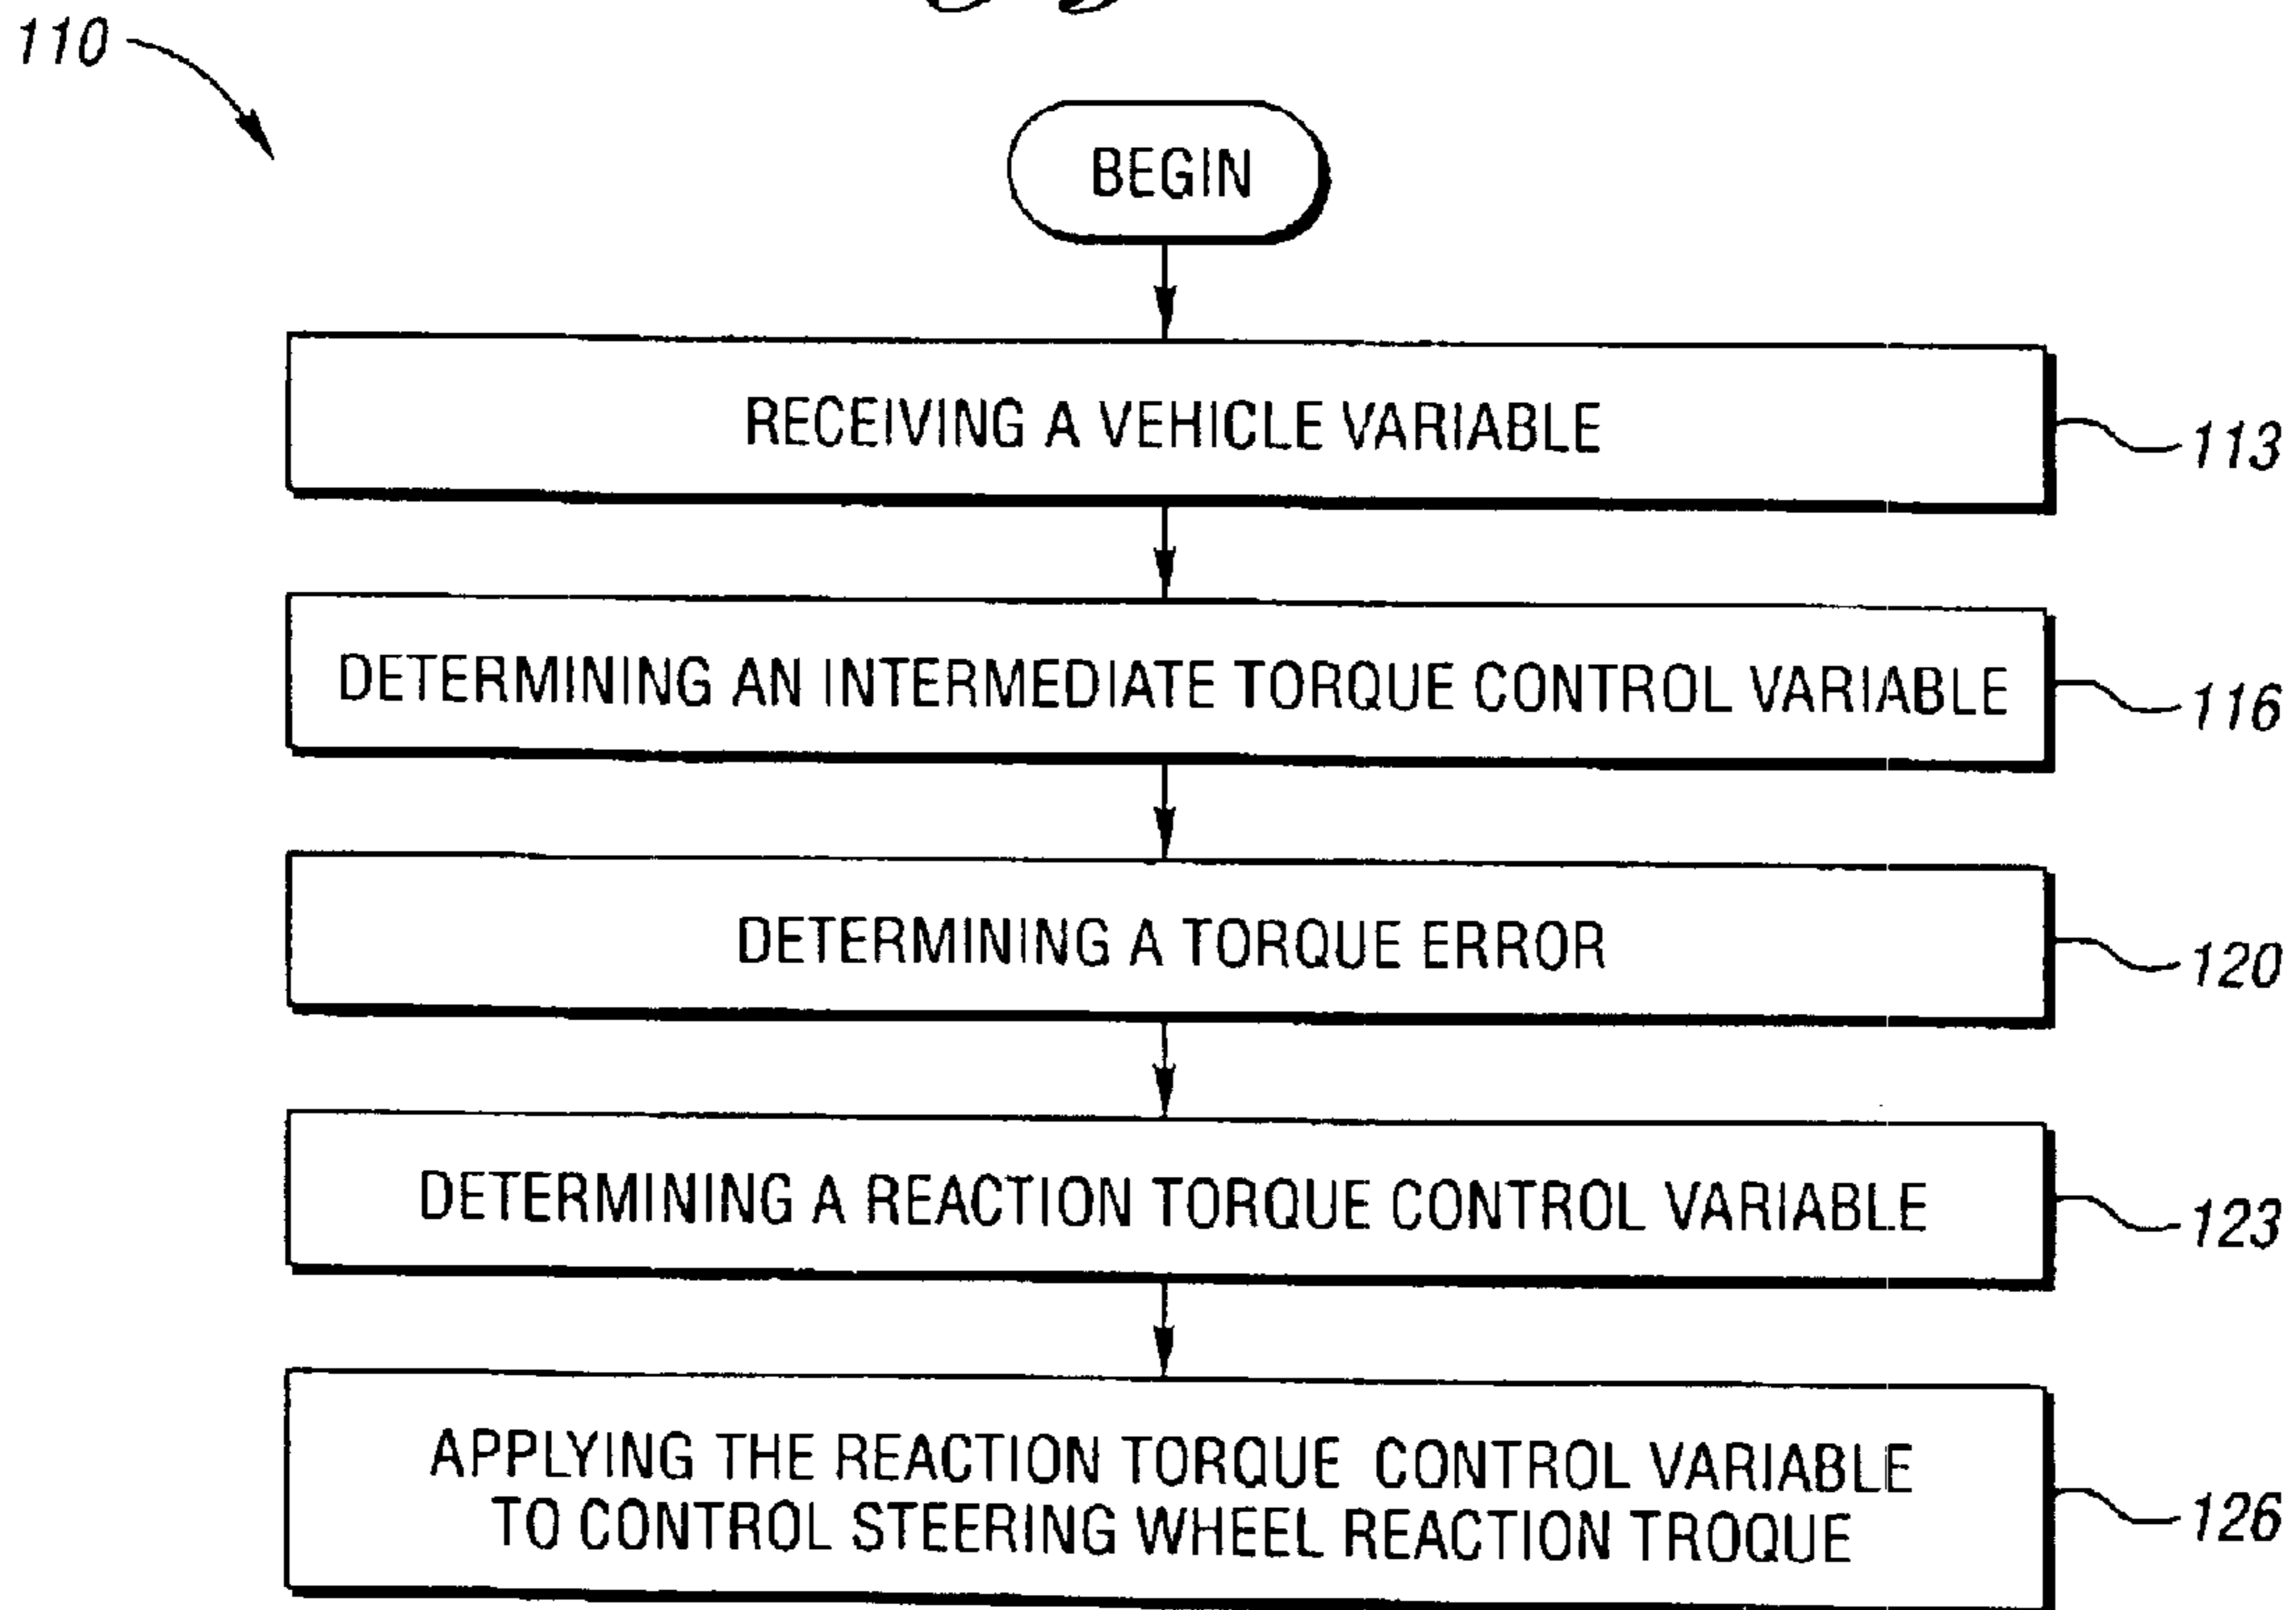 110
BEGIN
RECEIVING A VEHICLE VARIABLE
113
DETERMINING AN INTERMEDIATE TORQUE CONTROL VARIABLE
116
DETERMINING A TORQUE ERROR
120
DETERMINING A REACTION TORQUE CONTROL VARIABLE
123
APPLYING THE REACTION TORQUE CONTROL VARIABLE
TO CONTROL STEERING WHEEL REACTION TROQUE
126